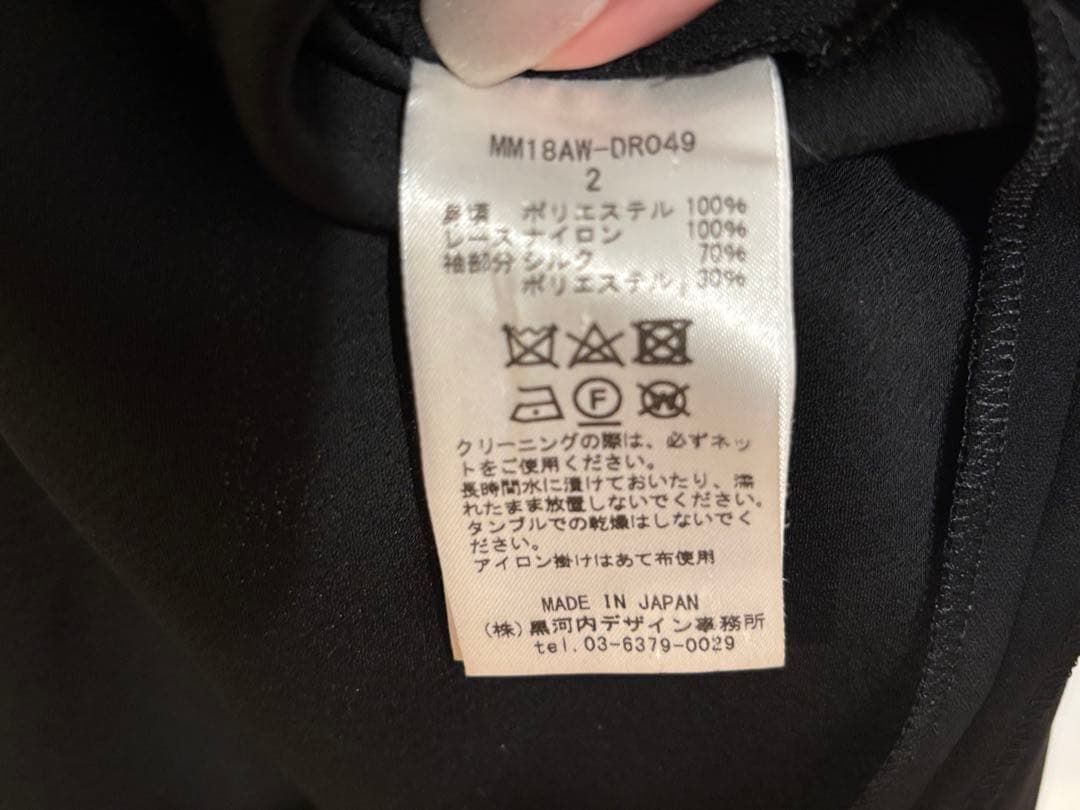 MM18AW-DR049
2
身頃 ポリエステル 100%
レース ナイロン 100%
袖部分 シルク 70%
ポリエステル 30%
F
W
クリーニングの際は、必ずネッ
トをご使用ください。
長時間水に漬けておいたり、濡
れたまま放置しないでください。
タンブルでの乾燥はしないでく
ださい。
アイロン掛けはあて布使用
MADE IN JAPAN
(株)黒河内デザイン事務所
tel.03-6379-0029